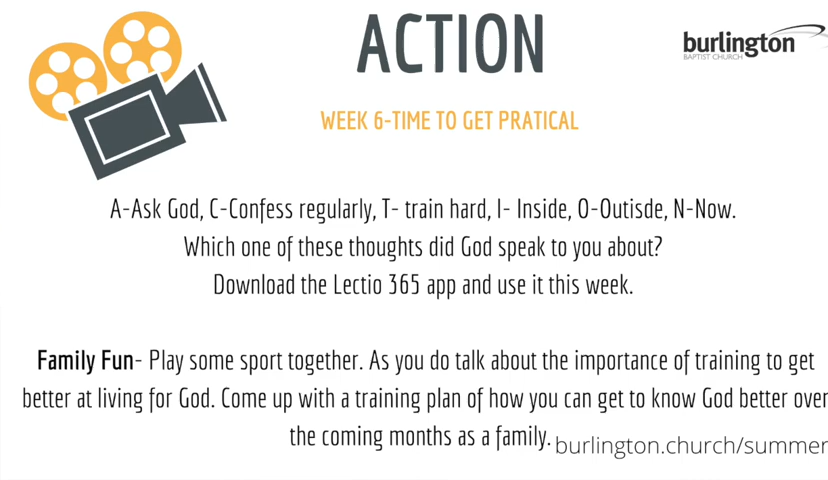 ACTION
burlington
BAPTIST CHURCH
WEEK 6-TIME TO GET PRATICAL
A-Ask God, C-Confess regularly, T- train hard, I- Inside, O-Outisde, N-Now.
Which one of these thoughts did God speak to you about?
Download the Lectio 365 app and use it this week.
Family Fun- Play some sport together. As you do talk about the importance of training to get
better at living for God. Come up with a training plan of how you can get to know God better over
the coming months as a family.
burlington.church/summer